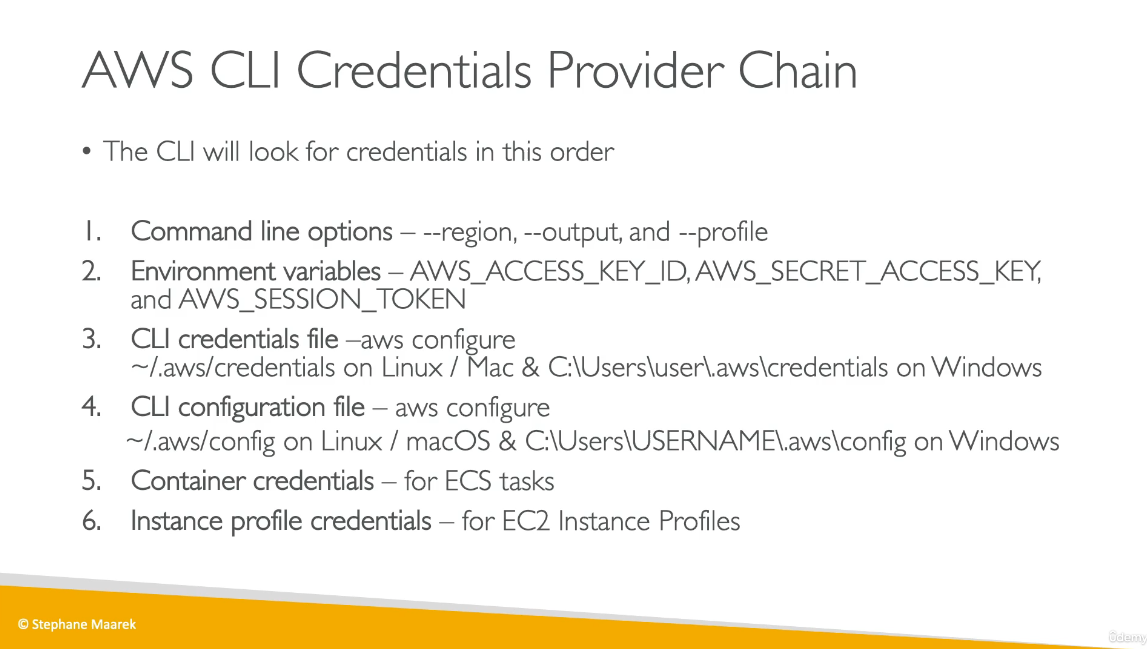 AWS CLI Credentials Provider Chain
• The CLI will look for credentials in this order
1. Command line options – --region, --output, and --profile
2. Environment variables – AWS_ACCESS_KEY_ID, AWS_SECRET_ACCESS_KEY,
and AWS_SESSION_TOKEN
3. CLI credentials file –aws configure
~/.aws/credentials on Linux / Mac & C:\Users\user\.aws\credentials on Windows
4. CLI configuration file – aws configure
~/.aws/config on Linux / macOS & C:\Users\USERNAME\.aws\config on Windows
5. Container credentials – for ECS tasks
6. Instance profile credentials – for EC2 Instance Profiles
© Stephane Maarek
ûdemy